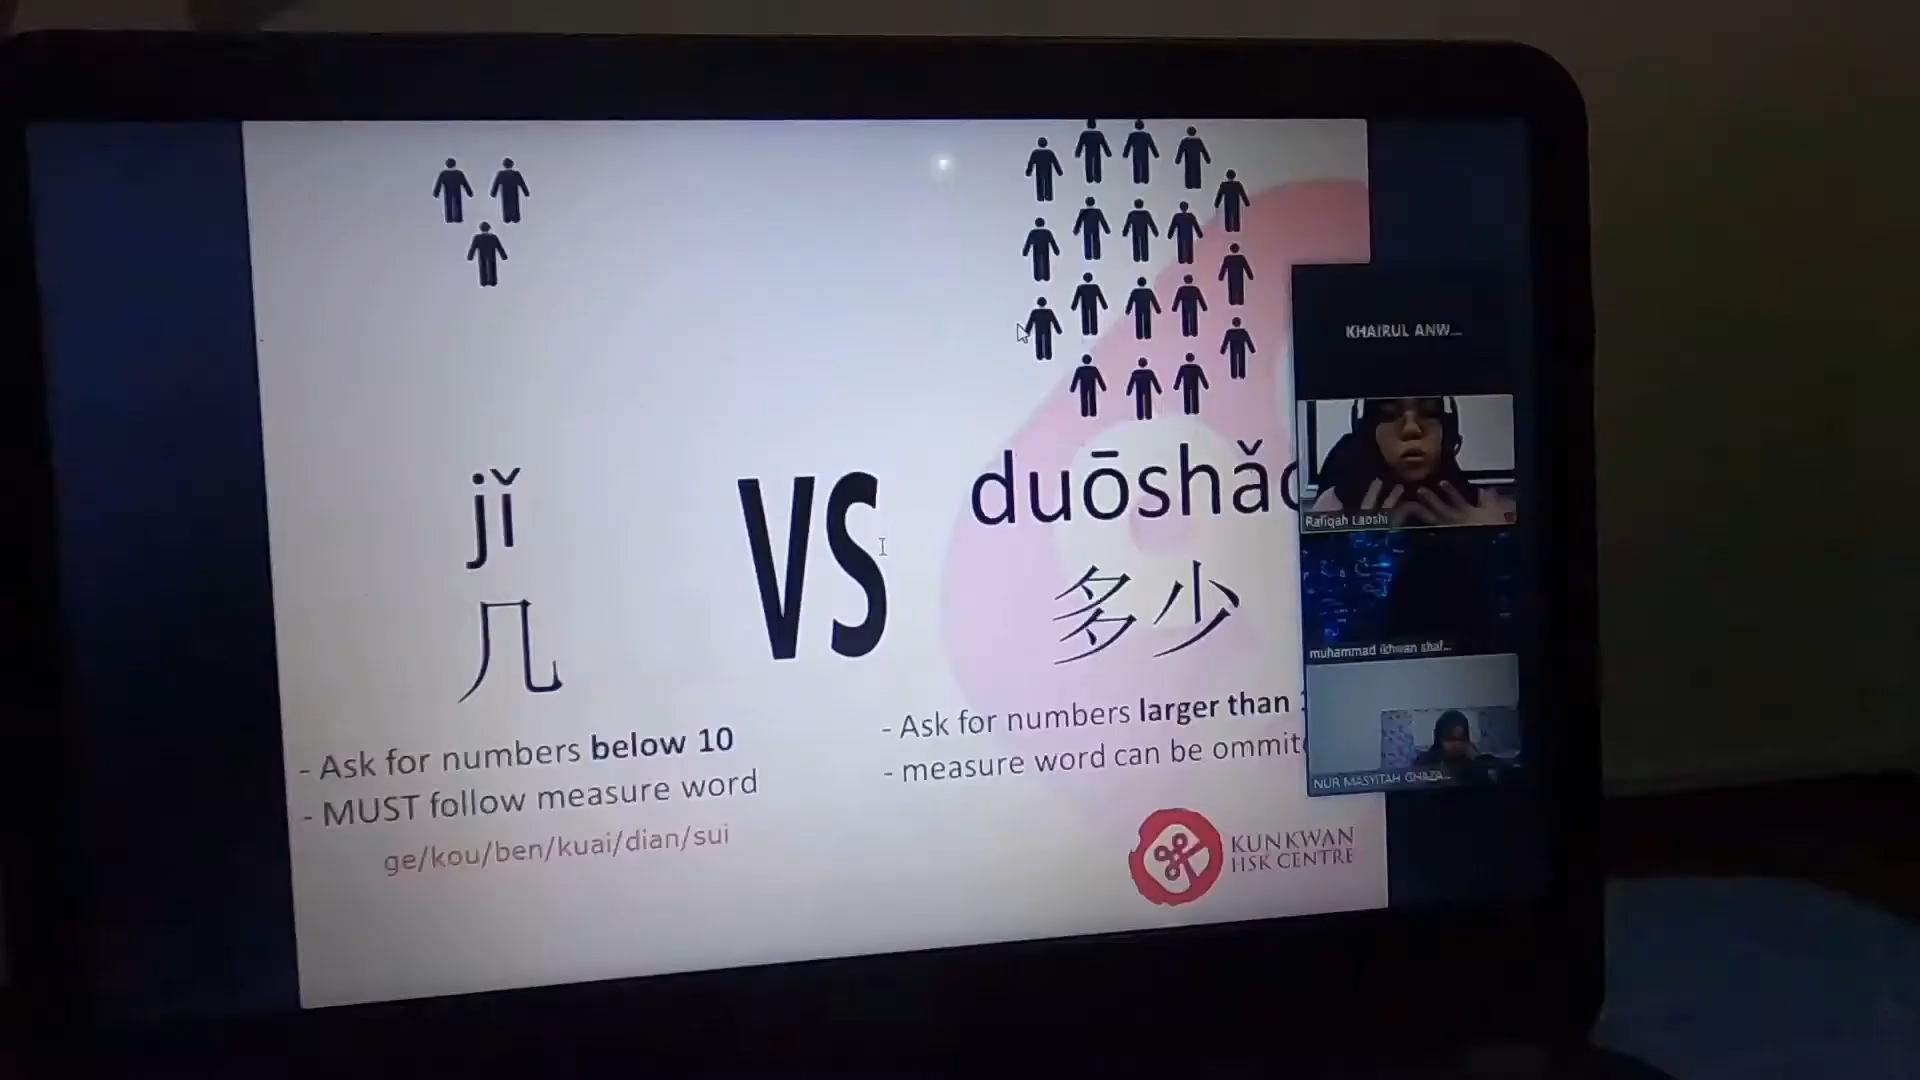 jǐ
几
- Ask for numbers below 10
- MUST follow measure word
ge/kou/ben/kuai/dian/sui
VS
duōshǎo
多少
- Ask for numbers larger than
- measure word can be ommit
KUNKWAN
HSK CENTRE
KHAIRUL ANW...
Rafiqah Laoshi
muhammad ikhwan shaf...
NUR MASYITAH GHAZA...